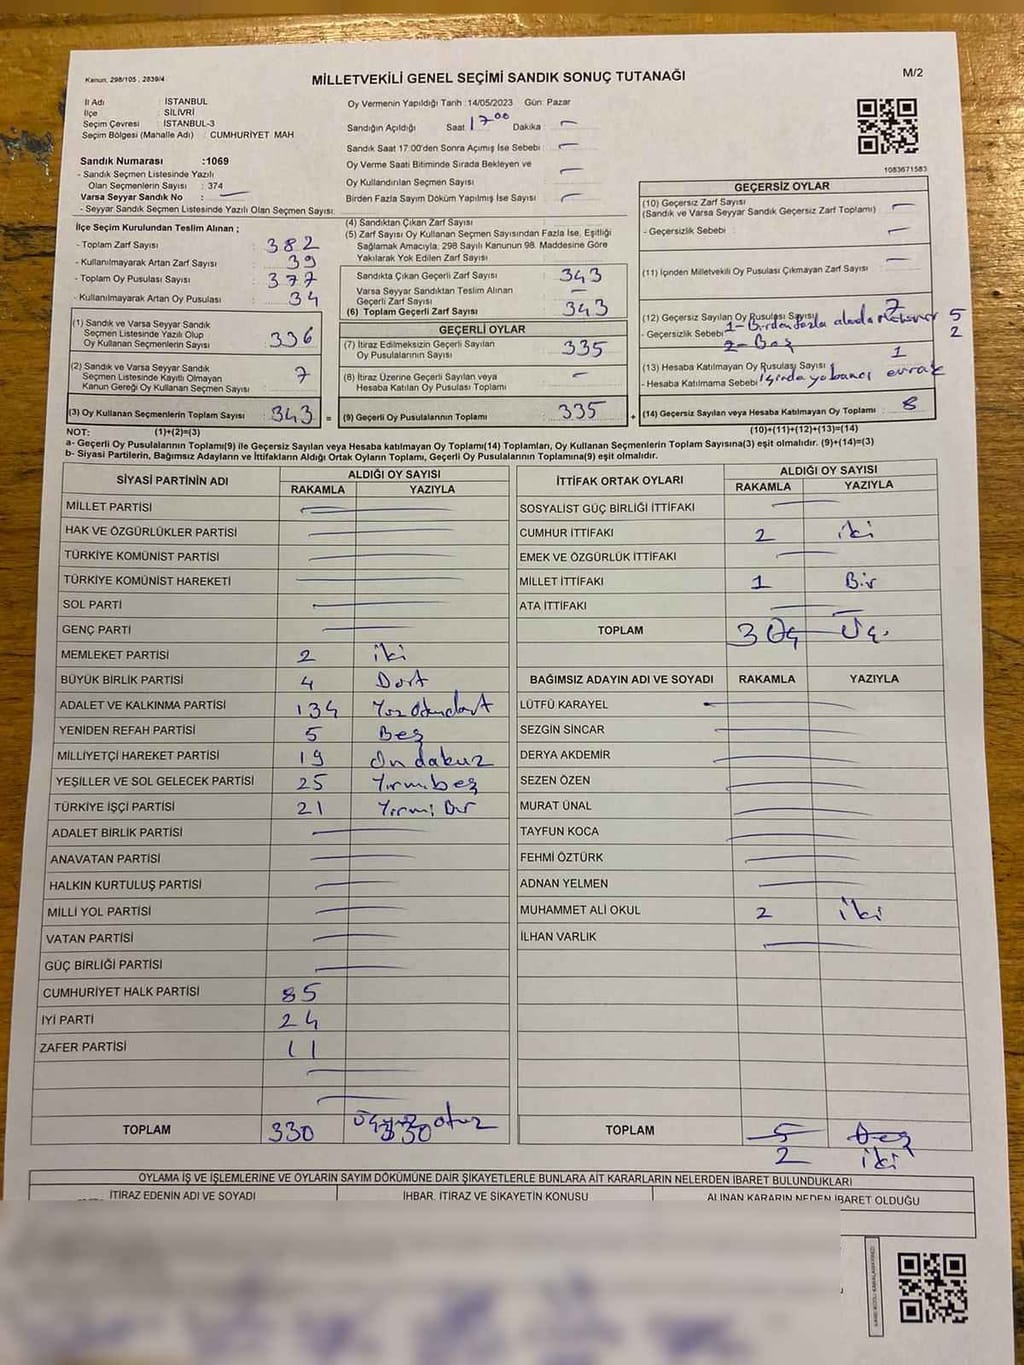 Kanun, 298/105 , 2839/4
MİLLETVEKİLİ GENEL SEÇİMİ SANDIK SONUÇ TUTANAĞI
M/2
İl Adı : İSTANBUL
İlçe : SİLİVRİ
Seçim Çevresi : İSTANBUL-3
Seçim Bölgesi (Mahalle Adı) : CUMHURİYET MAH
Sandık Numarası :1069
- Sandık Seçmen Listesinde Yazılı
Olan Seçmenlerin Sayısı : 374
Varsa Seyyar Sandık No :
- Seyyar Sandık Seçmen Listesinde Yazılı Olan Seçmen Sayısı:
Oy Vermenin Yapıldığı Tarih :14/05/2023 Gün: Pazar
Sandığın Açıldığı Saat 17 00 Dakika : —
Sandık Saat 17:00'den Sonra Açımış İse Sebebi : —
Oy Verme Saati Bitiminde Sırada Bekleyen ve
Oy Kullandırılan Seçmen Sayısı : —
Birden Fazla Sayım Döküm Yapılmış İse Sayısı : —
1083671583
İlçe Seçim Kurulundan Teslim Alınan ;
- Toplam Zarf Sayısı : 382
- Kullanılmayarak Artan Zarf Sayısı : 39
- Toplam Oy Pusulası Sayısı : 377
- Kullanılmayarak Artan Oy Pusulası : 34
(1) Sandık ve Varsa Seyyar Sandık
Seçmen Listesinde Yazılı Olup
Oy Kullanan Seçmenlerin Sayısı : 336
(2) Sandık ve Varsa Seyyar Sandık
Seçmen Listesinde Kayıtlı Olmayan
Kanun Gereği Oy Kullanan Seçmen Sayısı : 7
(3) Oy Kullanan Seçmenlerin Toplam Sayısı : 343 =
(4) Sandıktan Çıkan Zarf Sayısı :
(5) Zarf Sayısı Oy Kullanan Seçmen Sayısından Fazla İse, Eşitliği
Sağlamak Amacıyla, 298 Sayılı Kanunun 98. Maddesine Göre
Yakılarak Yok Edilen Zarf Sayısı :
Sandıkta Çıkan Geçerli Zarf Sayısı : 343
Varsa Seyyar Sandıktan Teslim Alınan
Geçerli Zarf Sayısı : —
(6) Toplam Geçerli Zarf Sayısı : 343
GEÇERLİ OYLAR
(7) İtiraz Edilmeksizin Geçerli Sayılan
Oy Pusulalarının Sayısı : 335
(8) İtiraz Üzerine Geçerli Sayılan veya
Hesaba Katılan Oy Pusulası Toplamı : —
(9) Geçerli Oy Pusulalarının Toplamı : 335 +
GEÇERSİZ OYLAR
(10) Geçersiz Zarf Sayısı : —
(Sandık ve Varsa Seyyar Sandık Geçersiz Zarf Toplamı)
- Geçersizlik Sebebi : —
(11) İçinden Milletvekili Oy Pusulası Çıkmayan Zarf Sayısı : —
(12) Geçersiz Sayılan Oy Pusulası Sayısı : 7
- Geçersizlik Sebebi : 1- Birden fazla alanda Mühür 5
2- Boş 2
(13) Hesaba Katılmayan Oy Pusulası Sayısı : 1
- Hesaba Katılmama Sebebi : içinda yabancı evrak
(14) Geçersiz Sayılan veya Hesaba Katılmayan Oy Toplamı : 8
NOT: (1)+(2)=(3) (10)+(11)+(12)+(13)=(14)
a- Geçerli Oy Pusulalarının Toplamı(9) ile Geçersiz Sayılan veya Hesaba katılmayan Oy Toplamı(14) Toplamları, Oy Kullanan Seçmenlerin Toplam Sayısına(3) eşit olmalıdır. (9)+(14)=(3)
b- Siyasi Partilerin, Bağımsız Adayların ve İttifakların Aldığı Ortak Oyların Toplamı, Geçerli Oy Pusulalarının Toplamına(9) eşit olmalıdır.
SİYASİ PARTİNİN ADI ALDIĞI OY SAYISI
RAKAMLA YAZIYLA
MİLLET PARTİSİ
HAK VE ÖZGÜRLÜKLER PARTİSİ
TÜRKİYE KOMÜNİST PARTİSİ
TÜRKİYE KOMÜNİST HAREKETİ
SOL PARTİ
GENÇ PARTİ
MEMLEKET PARTİSİ 2 iki
BÜYÜK BİRLİK PARTİSİ 4 Dört
ADALET VE KALKINMA PARTİSİ 134 Yüz Otuzdört
YENİDEN REFAH PARTİSİ 5 Beş
MİLLİYETÇİ HAREKET PARTİSİ 19 On dokuz
YEŞİLLER VE SOL GELECEK PARTİSİ 25 Yirmibeş
TÜRKİYE İŞÇİ PARTİSİ 21 Yirmi Bir
ADALET BİRLİK PARTİSİ
ANAVATAN PARTİSİ
HALKIN KURTULUŞ PARTİSİ
MİLLİ YOL PARTİSİ
VATAN PARTİSİ
GÜÇ BİRLİĞİ PARTİSİ
CUMHURİYET HALK PARTİSİ 85
İYİ PARTİ 24
ZAFER PARTİSİ 11
TOPLAM 330 Üçyüz otuz 330
İTTİFAK ORTAK OYLARI ALDIĞI OY SAYISI
RAKAMLA YAZIYLA
SOSYALİST GÜÇ BİRLİĞİ İTTİFAKI
CUMHUR İTTİFAKI 2 iki
EMEK VE ÖZGÜRLÜK İTTİFAKI
MİLLET İTTİFAKI 1 Bir
ATA İTTİFAKI
TOPLAM 3 Üç Üç.
BAĞIMSIZ ADAYIN ADI VE SOYADI RAKAMLA YAZIYLA
LÜTFÜ KARAYEL
SEZGİN SİNCAR
DERYA AKDEMİR
SEZEN ÖZEN
MURAT ÜNAL
TAYFUN KOCA
FEHMİ ÖZTÜRK
ADNAN YELMEN
MUHAMMET ALİ OKUL 2 İki
İLHAN VARLIK
TOPLAM 5 Beş
2 iki
OYLAMA İŞ VE İŞLEMLERİNE VE OYLARIN SAYIM DÖKÜMÜNE DAİR ŞİKAYETLERLE BUNLARA AİT KARARLARIN NELERDEN İBARET BULUNDUKLARI
İTİRAZ EDENİN ADI VE SOYADI İHBAR, İTİRAZ VE ŞİKAYETİN KONUSU ALINAN KARARIN NEDEN İBARET OLDUĞU